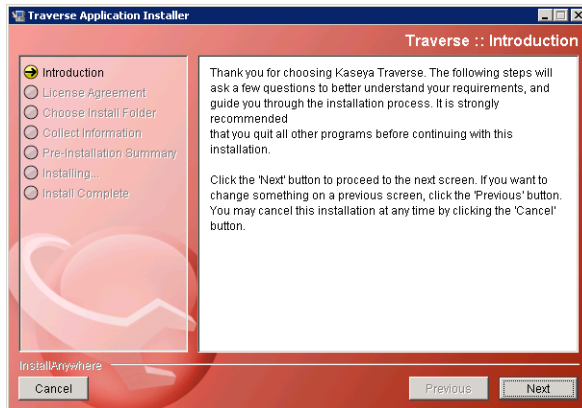 Traverse Application Installer
Traverse :: Introduction
Introduction
License Agreement
Choose Install Folder
Collect Information
Pre-Installation Summary
Installing...
Install Complete
Thank you for choosing Kaseya Traverse. The following steps will
ask a few questions to better understand your requirements, and
guide you through the installation process. It is strongly
recommended
that you quit all other programs before continuing with this
installation.
Click the 'Next' button to proceed to the next screen. If you want to
change something on a previous screen, click the 'Previous' button.
You may cancel this installation at any time by clicking the 'Cancel'
button.
InstallAnywhere
Cancel
Previous
Next